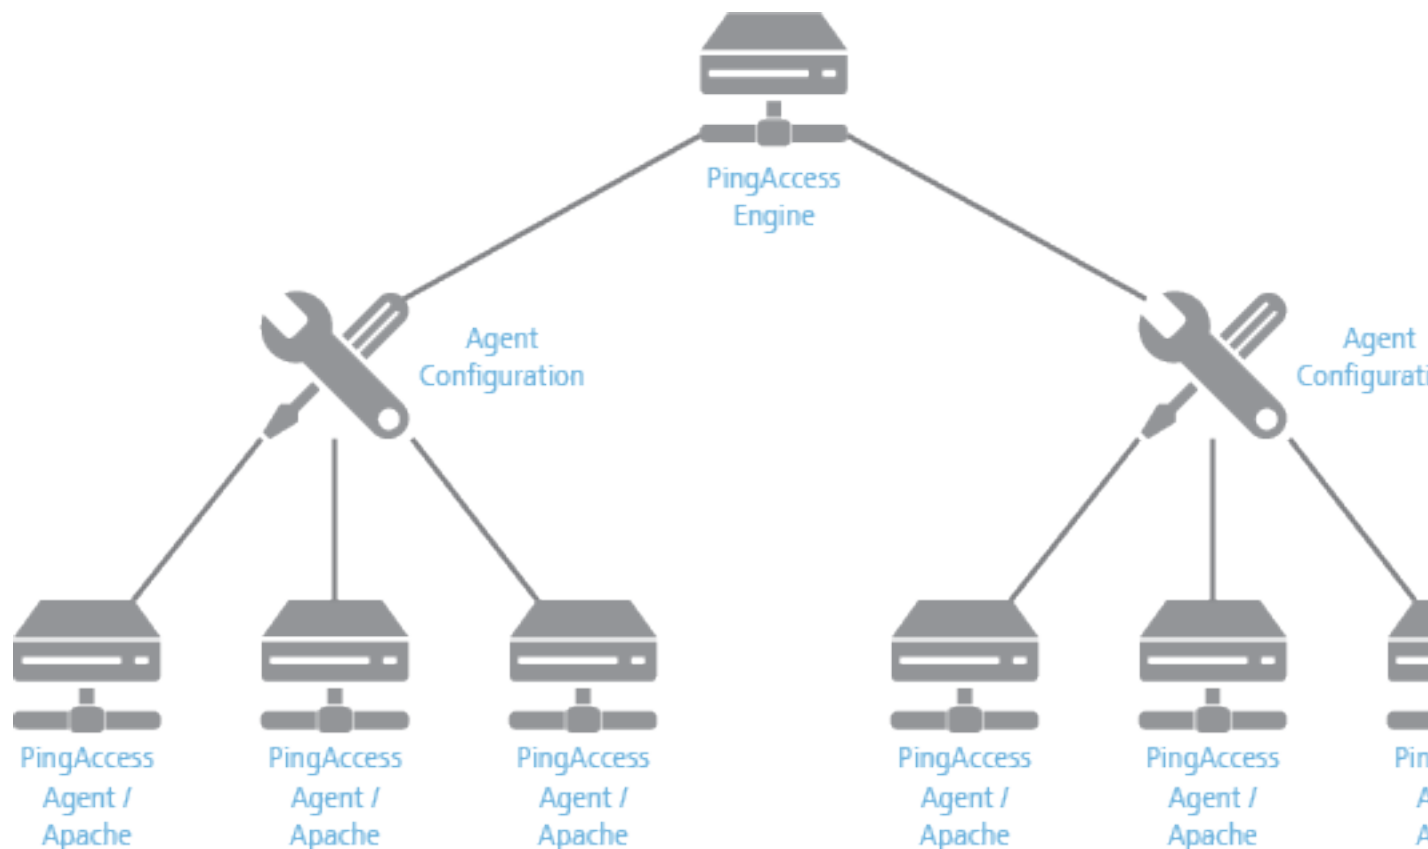 PingAccess
Engine
Agent
Configuration
Agent
PingAccess
Agent /
Apache
PingAccess
Agent /
Apache
PingAccess
Agent /
Apache
PingAccess
Agent /
Apache
PingAccess
Agent /
Apache